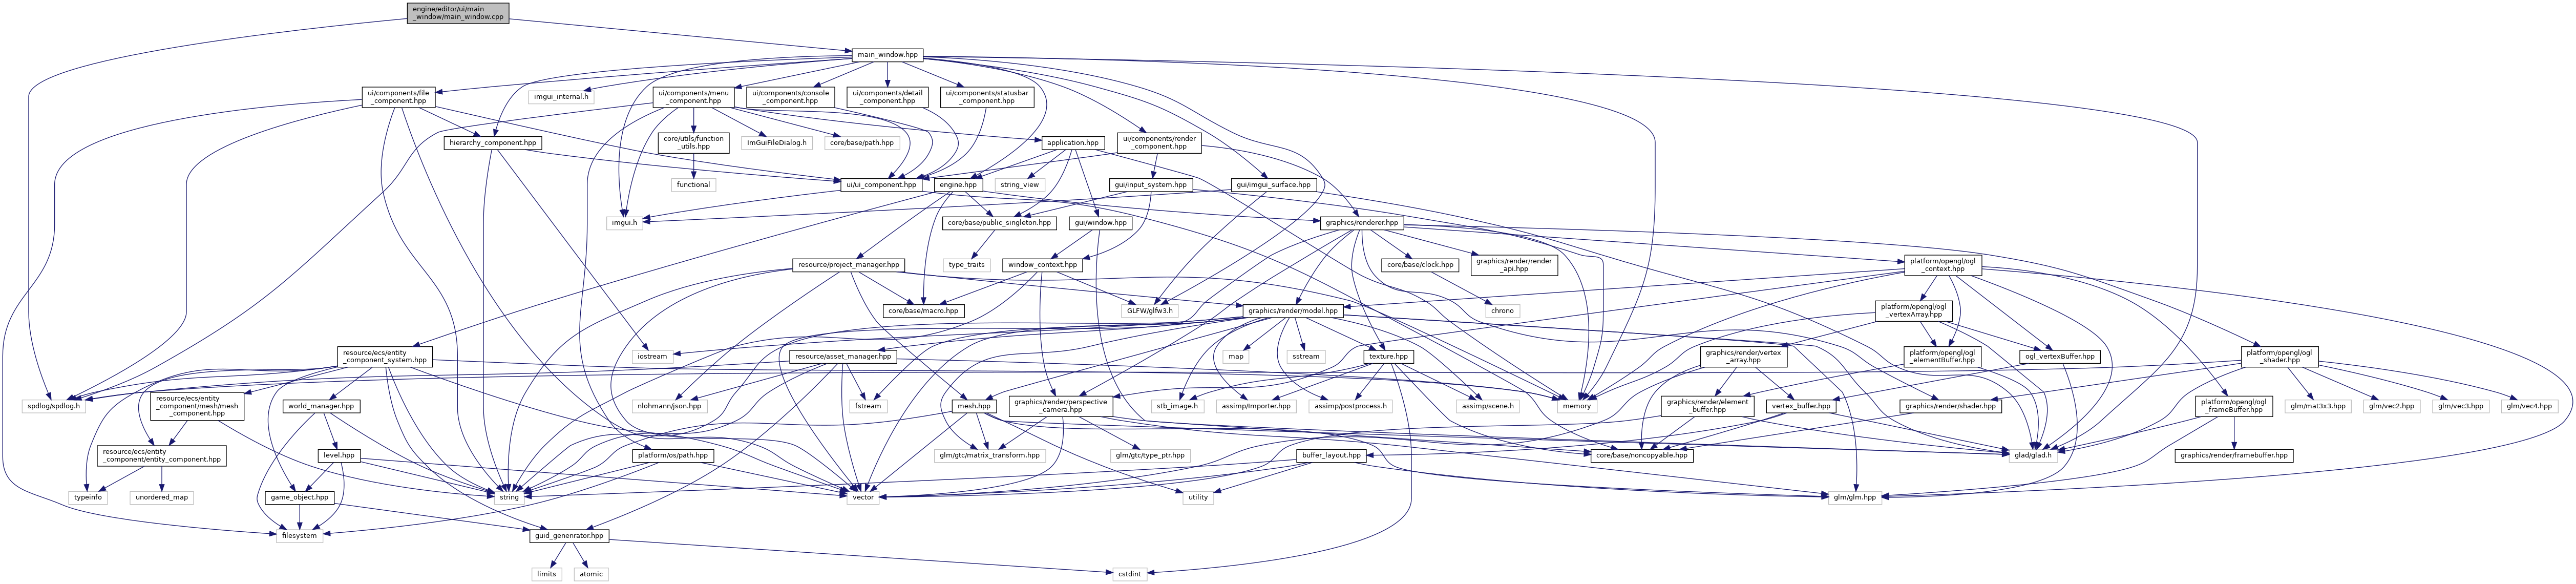 engine/editor/ui/main
_window/main_window.cpp
main_window.hpp
ui/components/file
_component.hpp
imgui_internal.h
ui/components/menu
_component.hpp
ui/components/console
_component.hpp
ui/components/detail
_component.hpp
ui/components/statusbar
_component.hpp
hierarchy_component.hpp
core/utils/function
_utils.hpp
ImGuiFileDialog.h
core/base/path.hpp
application.hpp
ui/components/render
_component.hpp
functional
ui/ui_component.hpp
engine.hpp
string_view
gui/input_system.hpp
gui/imgui_surface.hpp
imgui.h
core/base/public_singleton.hpp
gui/window.hpp
graphics/renderer.hpp
resource/project_manager.hpp
type_traits
window_context.hpp
core/base/clock.hpp
graphics/render/render
_api.hpp
platform/opengl/ogl
_context.hpp
core/base/macro.hpp
GLFW/glfw3.h
graphics/render/model.hpp
chrono
platform/opengl/ogl
_vertexArray.hpp
resource/ecs/entity
_component_system.hpp
iostream
resource/asset_manager.hpp
map
sstream
texture.hpp
graphics/render/vertex
_array.hpp
platform/opengl/ogl
_elementBuffer.hpp
ogl_vertexBuffer.hpp
platform/opengl/ogl
_shader.hpp
spdlog/spdlog.h
resource/ecs/entity
_component/mesh/mesh
_component.hpp
world_manager.hpp
nlohmann/json.hpp
fstream
mesh.hpp
graphics/render/perspective
_camera.hpp
stb_image.h
assimp/Importer.hpp
assimp/postprocess.h
assimp/scene.h
memory
graphics/render/element
_buffer.hpp
vertex_buffer.hpp
graphics/render/shader.hpp
platform/opengl/ogl
_frameBuffer.hpp
glm/mat3x3.hpp
glm/vec2.hpp
glm/vec3.hpp
glm/vec4.hpp
resource/ecs/entity
_component/entity_component.hpp
level.hpp
platform/os/path.hpp
glm/gtc/matrix_transform.hpp
glm/gtc/type_ptr.hpp
buffer_layout.hpp
core/base/noncopyable.hpp
glad/glad.h
graphics/render/framebuffer.hpp
typeinfo
unordered_map
game_object.hpp
string
vector
utility
glm/glm.hpp
filesystem
guid_genenrator.hpp
limits
atomic
cstdint